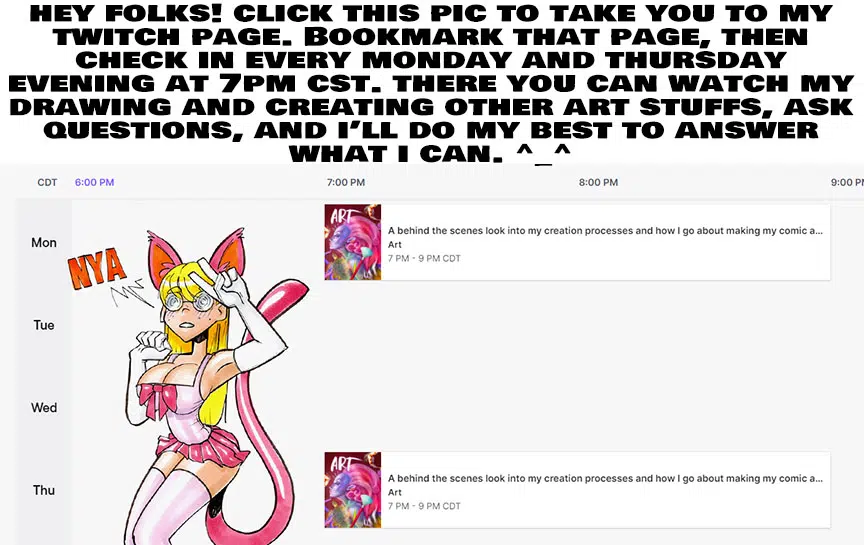 HEY FOLKS! CLICK THIS PIC TO TAKE YOU TO MY
TWITCH PAGE. BOOKMARK THAT PAGE, THEN
CHECK IN EVERY MONDAY AND THURSDAY
EVENING AT 7PM CST. THERE YOU CAN WATCH MY
DRAWING AND CREATING OTHER ART STUFFS, ASK
QUESTIONS, AND I'LL DO MY BEST TO ANSWER
WHAT I CAN. ^_^
CDT 6:00 PM 7:00 PM 8:00 PM 9:00 PM
Mon
ART
A behind the scenes look into my creation processes and how I go about making my comic a...
Art
7 PM - 9 PM CDT
NYA
Tue
Wed
Thu
ART
A behind the scenes look into my creation processes and how I go about making my comic a...
Art
7 PM - 9 PM CDT